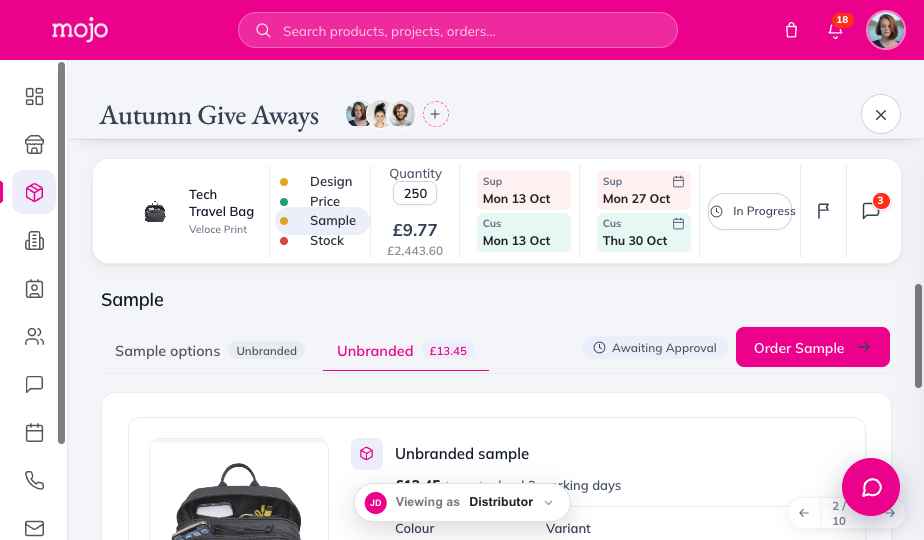 mojo
Search products, projects, orders...
18
Autumn Give Aways
Tech
Travel Bag
Veloce Print
Design
Price
Sample
Stock
Quantity
250
£9.77
£2,443.60
Sup
Mon 13 Oct
Cus
Mon 13 Oct
Sup
Mon 27 Oct
Cus
Thu 30 Oct
In Progress
3
Sample
Sample options Unbranded
Unbranded £13.45
Awaiting Approval
Order Sample
Unbranded sample
£13.45
working days
JD Viewing as Distributor
Colour Variant
2 /
10